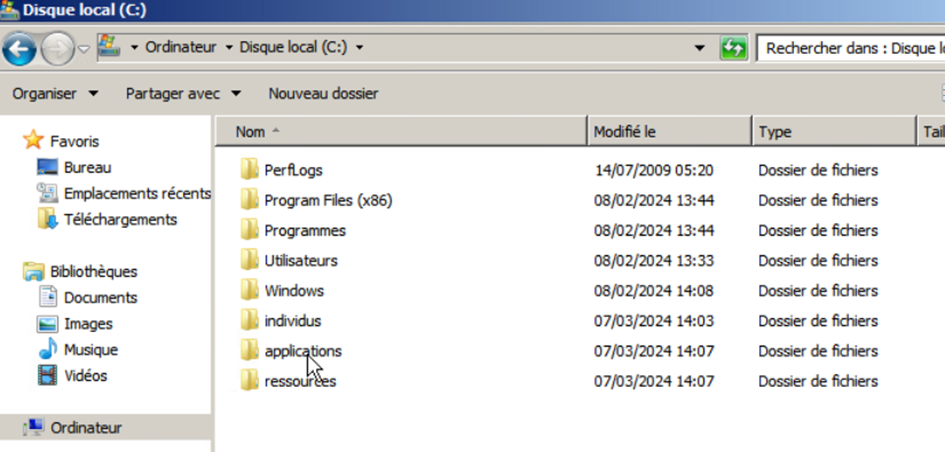 Disque local (C:)
Ordinateur Disque local (C:)
Rechercher dans : Disque
Organiser Partager avec Nouveau dossier
Favoris
Bureau
Emplacements récents
Téléchargements
Bibliothèques
Documents
Images
Musique
Vidéos
Ordinateur
Nom Modifié le Type
PerfLogs 14/07/2009 05:20 Dossier de fichiers
Program Files (x86) 08/02/2024 13:44 Dossier de fichiers
Programmes 08/02/2024 13:44 Dossier de fichiers
Utilisateurs 08/02/2024 13:33 Dossier de fichiers
Windows 08/02/2024 14:08 Dossier de fichiers
individus 07/03/2024 14:03 Dossier de fichiers
applications 07/03/2024 14:07 Dossier de fichiers
ressources 07/03/2024 14:07 Dossier de fichiers